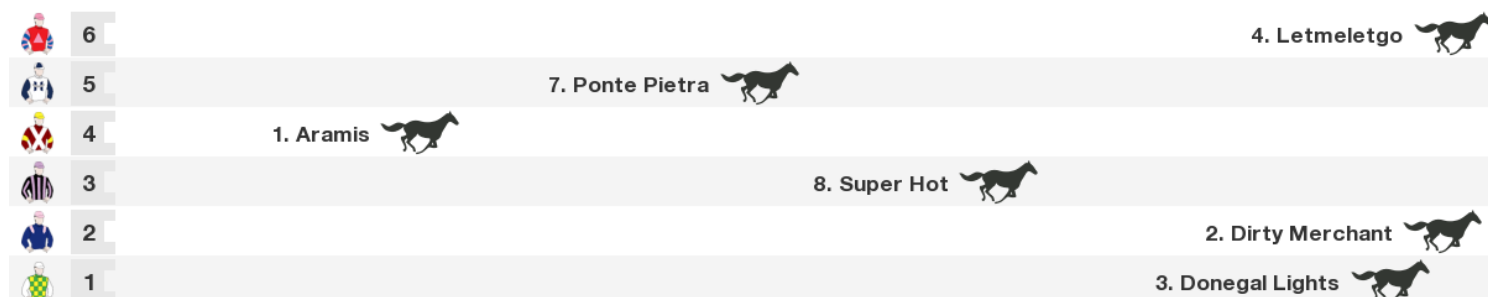 6 4. Letmeletgo
5 7. Ponte Pietra
4 1. Aramis
3 8. Super Hot
2 2. Dirty Merchant
1 3. Donegal Lights